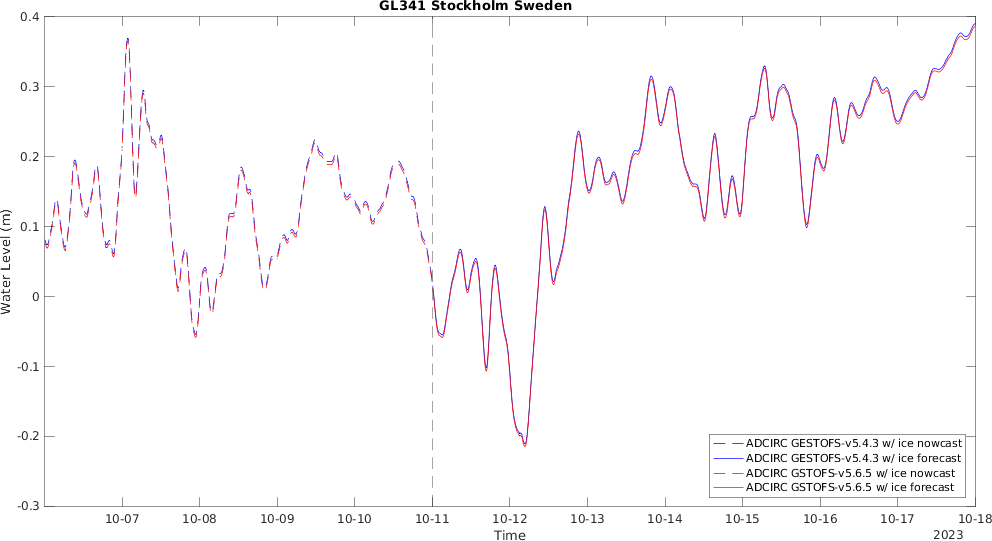 GL341 Stockholm Sweden
Water Level (m)
0.4
0.3
0.2
0.1
0
-0.1
-0.2
-0.3
10-07 10-08 10-09 10-10 10-11 10-12 10-13 10-14 10-15 10-16 10-17 10-18
Time
2023
ADCIRC GESTOFS-v5.4.3 w/ ice nowcast
ADCIRC GESTOFS-v5.4.3 w/ ice forecast
ADCIRC GSTOFS-v5.6.5 w/ ice nowcast
ADCIRC GSTOFS-v5.6.5 w/ ice forecast